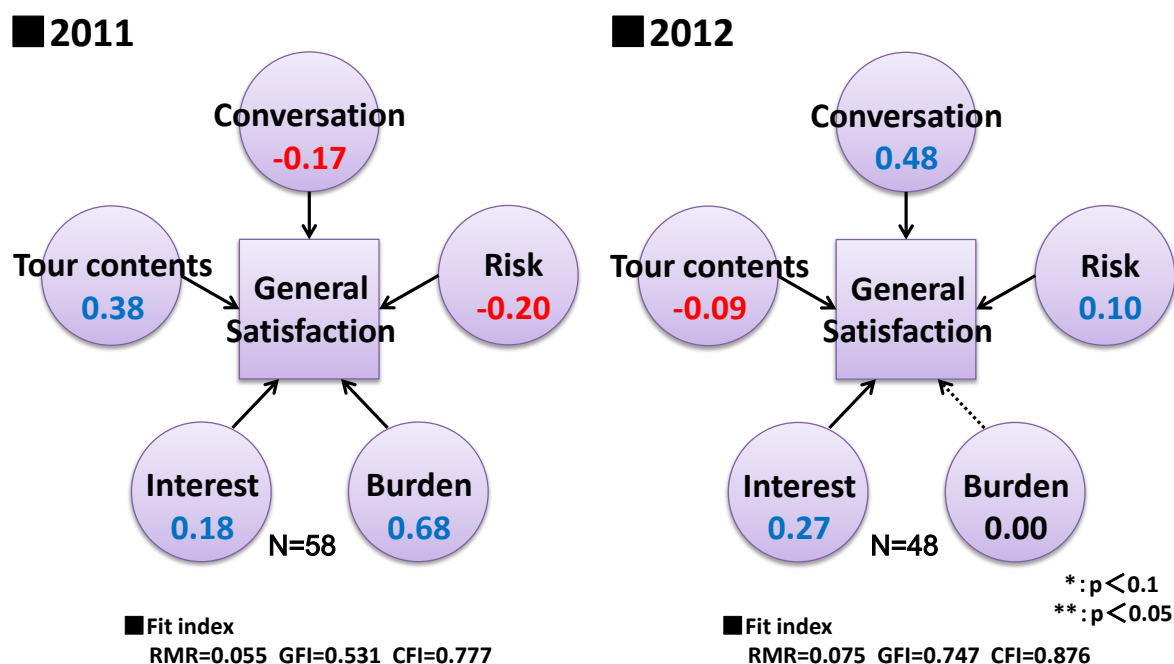 ■2011
Conversation
-0.17
Tour contents
0.38
General
Satisfaction
Risk
-0.20
Interest
0.18
Burden
0.68
N=58
■Fit index
RMR=0.055 GFI=0.531 CFI=0.777
■2012
Conversation
0.48
Tour contents
-0.09
General
Satisfaction
Risk
0.10
Interest
0.27
Burden
0.00
N=48
*:p<0.1
**:p<0.05
■Fit index
RMR=0.075 GFI=0.747 CFI=0.876